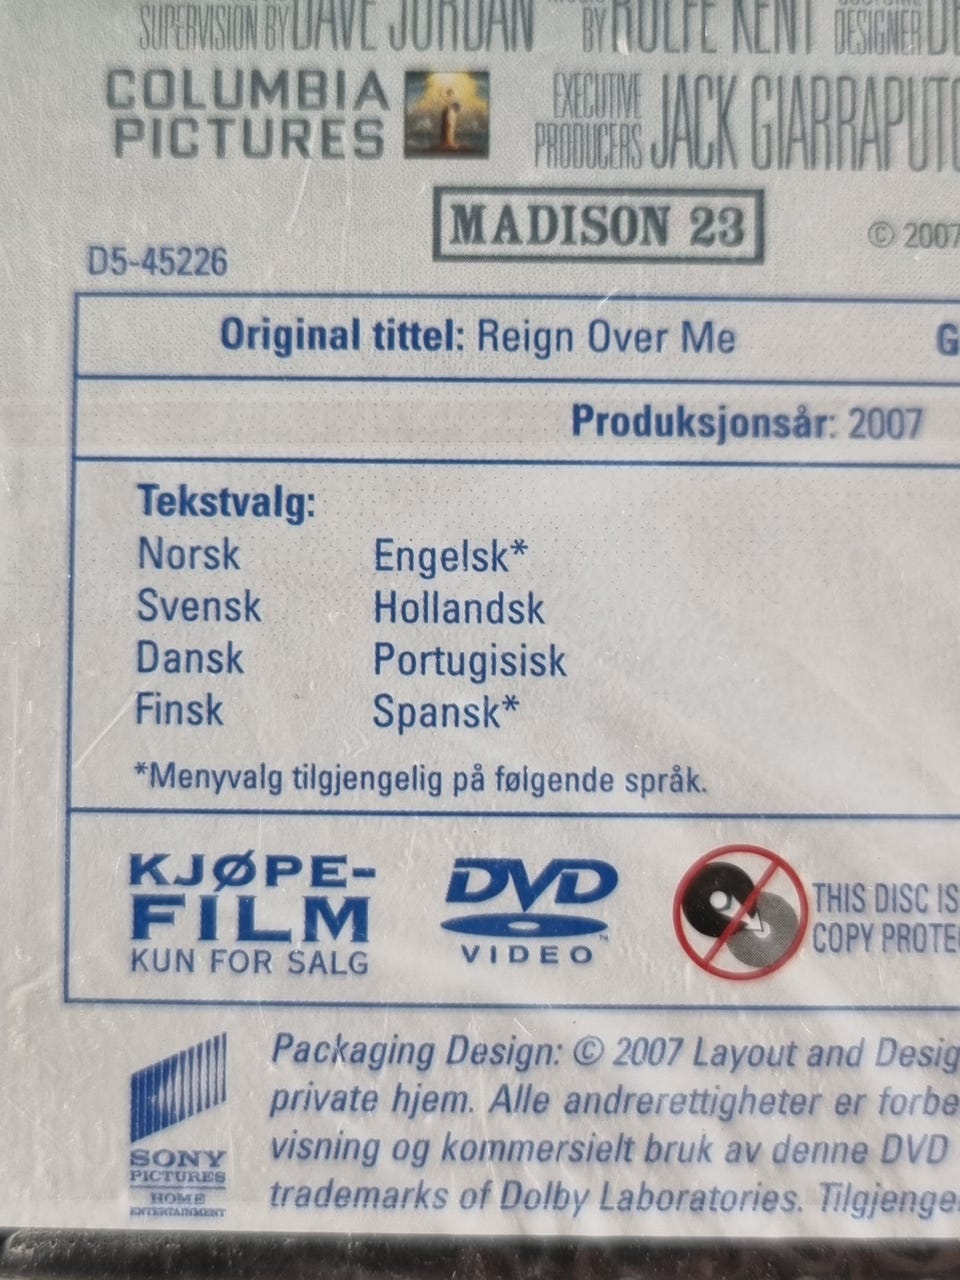 SUPERVISION BY DAVE JORDAN BY ROLFE KENT DESIGNER
COLUMBIA
PICTURES
EXECUTIVE
PRODUCERS JACK GIARRAPUTO
MADISON 23
© 2007
D5-45226
Original tittel: Reign Over Me G
Produksjonsår: 2007
Tekstvalg:
Norsk Engelsk*
Svensk Hollandsk
Dansk Portugisisk
Finsk Spansk*
*Menyvalg tilgjengelig på følgende språk.
KJØPE-
FILM
KUN FOR SALG
DVD
VIDEO
THIS DISC IS
COPY PROTE
Packaging Design: © 2007 Layout and Desig
private hjem. Alle andrerettigheter er forbe
visning og kommersielt bruk av denne DVD
trademarks of Dolby Laboratories. Tilgjenge
SONY
PICTURES
HOME
ENTERTAINMENT